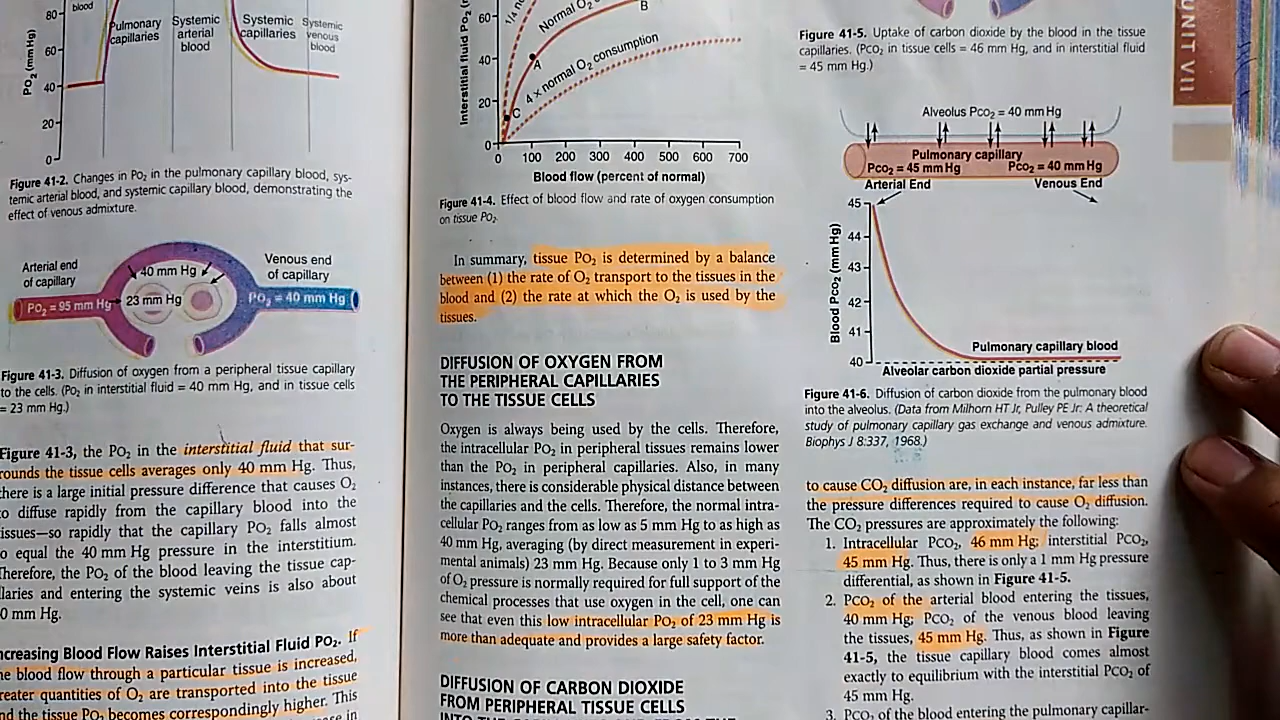 80
60
40
20
0
PO2 (mmHg)
blood
Pulmonary
capillaries
Systemic
arterial
blood
Systemic
capillaries
Systemic
venous
blood
Figure 41-2. Changes in Po2 in the pulmonary capillary blood, sys-
temic arterial blood, and systemic capillary blood, demonstrating the
effect of venous admixture.
Arterial end
of capillary
Venous end
of capillary
40 mm Hg
PO2 = 95 mm Hg
23 mm Hg
PO2 = 40 mm Hg
Figure 41-3. Diffusion of oxygen from a peripheral tissue capillary
to the cells. (Po2 in interstitial fluid = 40 mm Hg, and in tissue cells
= 23 mm Hg.)
Figure 41-3, the PO2 in the interstitial fluid that sur-
rounds the tissue cells averages only 40 mm Hg. Thus,
there is a large initial pressure difference that causes O2
to diffuse rapidly from the capillary blood into the
issues—so rapidly that the capillary PO2 falls almost
o equal the 40 mm Hg pressure in the interstitium.
Therefore, the PO2 of the blood leaving the tissue cap-
llaries and entering the systemic veins is also about
0 mm Hg.
ncreasing Blood Flow Raises Interstitial Fluid PO2. If
he blood flow through a particular tissue is increased,
reater quantities of O2 are transported into the tissue
nd the tissue PO2 becomes correspondingly higher. This
in
Interstitial fluid PO2
60
40
20
0
Normal O2
B
A
C
4 × normal O2 consumption
0 100 200 300 400 500 600 700
Blood flow (percent of normal)
Figure 41-4. Effect of blood flow and rate of oxygen consumption
on tissue PO2.
In summary, tissue PO2 is determined by a balance
between (1) the rate of O2 transport to the tissues in the
blood and (2) the rate at which the O2 is used by the
tissues.
DIFFUSION OF OXYGEN FROM
THE PERIPHERAL CAPILLARIES
TO THE TISSUE CELLS
Oxygen is always being used by the cells. Therefore,
the intracellular PO2 in peripheral tissues remains lower
than the PO2 in peripheral capillaries. Also, in many
instances, there is considerable physical distance between
the capillaries and the cells. Therefore, the normal intra-
cellular PO2 ranges from as low as 5 mm Hg to as high as
40 mm Hg, averaging (by direct measurement in experi-
mental animals) 23 mm Hg. Because only 1 to 3 mm Hg
of O2 pressure is normally required for full support of the
chemical processes that use oxygen in the cell, one can
see that even this low intracellular PO2 of 23 mm Hg is
more than adequate and provides a large safety factor.
DIFFUSION OF CARBON DIOXIDE
FROM PERIPHERAL TISSUE CELLS
Figure 41-5. Uptake of carbon dioxide by the blood in the tissue
capillaries. (Pco2 in tissue cells = 46 mm Hg, and in interstitial fluid
= 45 mm Hg.)
UNIT VII
Alveolus Pco2 = 40 mm Hg
Pulmonary capillary
Pco2 = 45 mm Hg
Pco2 = 40 mm Hg
Arterial End
Venous End
45
44
43
42
41
40
Blood Pco2 (mm Hg)
Pulmonary capillary blood
Alveolar carbon dioxide partial pressure
Figure 41-6. Diffusion of carbon dioxide from the pulmonary blood
into the alveolus. (Data from Milhorn HT Jr, Pulley PE Jr: A theoretical
study of pulmonary capillary gas exchange and venous admixture.
Biophys J 8:337, 1968.)
to cause CO2 diffusion are, in each instance, far less than
the pressure differences required to cause O2 diffusion.
The CO2 pressures are approximately the following:
1. Intracellular PCO2, 46 mm Hg; interstitial PCO2,
45 mm Hg. Thus, there is only a 1 mm Hg pressure
differential, as shown in Figure 41-5.
2. PCO2 of the arterial blood entering the tissues,
40 mm Hg; PCO2 of the venous blood leaving
the tissues, 45 mm Hg. Thus, as shown in Figure
41-5, the tissue capillary blood comes almost
exactly to equilibrium with the interstitial PCO2 of
45 mm Hg.
3. PCO2 of the blood entering the pulmonary capillar-